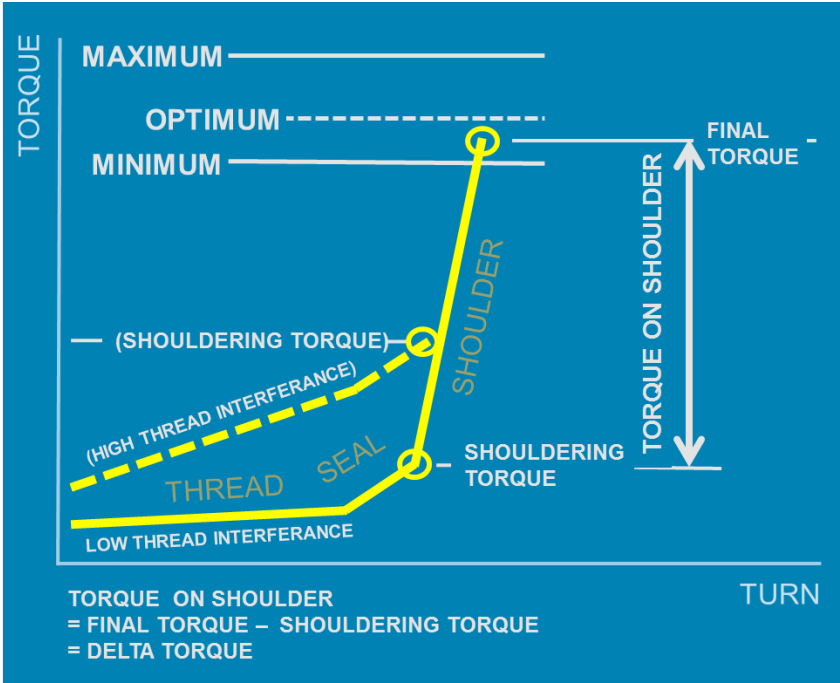 TORQUE
MAXIMUM
OPTIMUM
MINIMUM
FINAL
TORQUE
TORQUE ON SHOULDER
SHOULDER
(SHOULDERING TORQUE)
(HIGH THREAD INTERFERANCE)
THREAD SEAL
SHOULDERING
TORQUE
LOW THREAD INTERFERANCE
TURN
TORQUE ON SHOULDER
= FINAL TORQUE – SHOULDERING TORQUE
= DELTA TORQUE